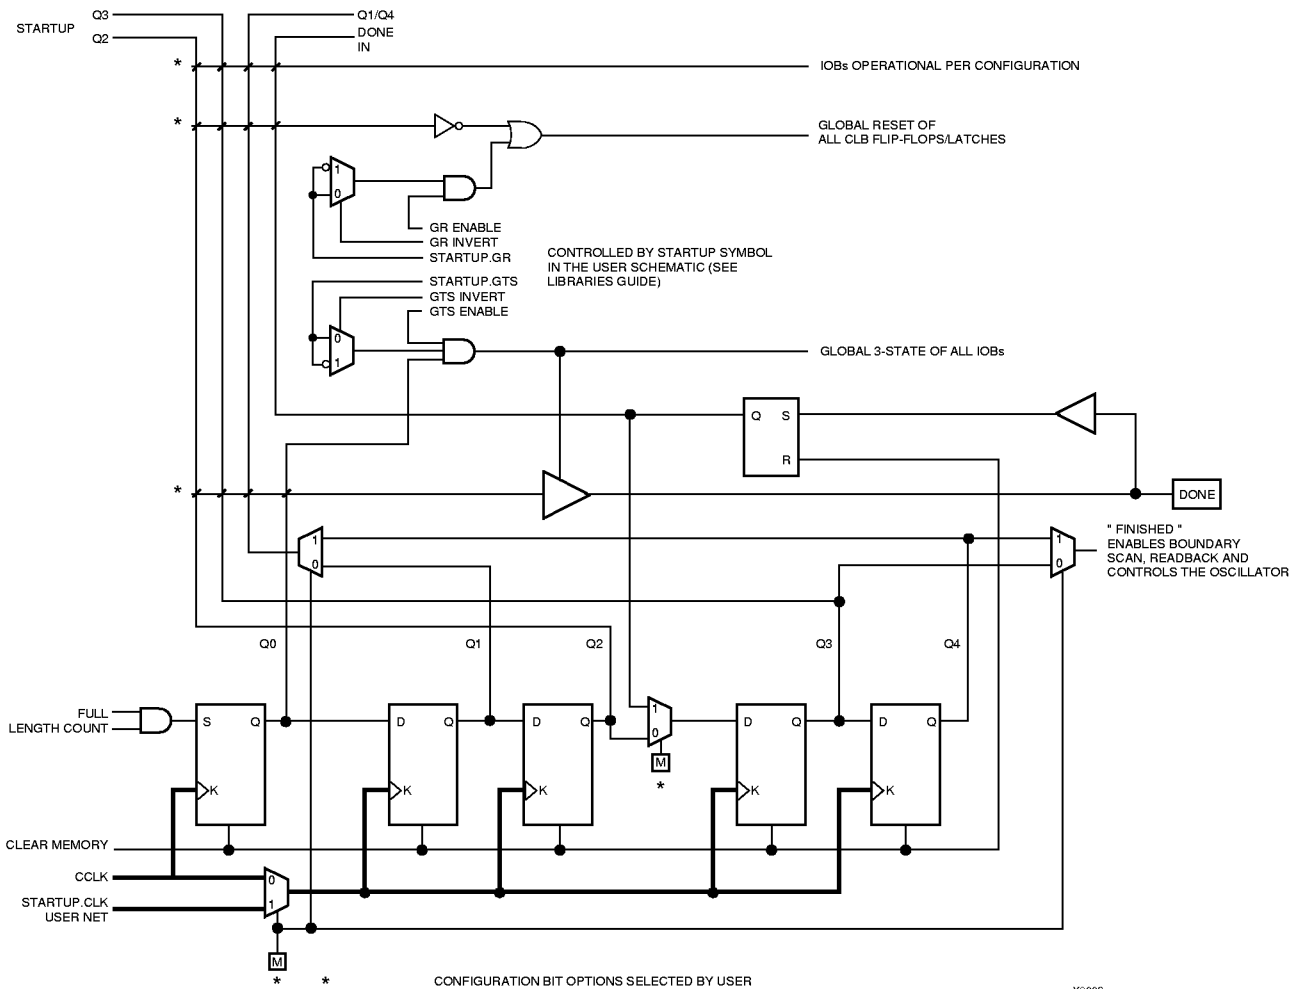 Q3
Q1/Q4
STARTUP
Q2
DONE
IN
*
IOBs OPERATIONAL PER CONFIGURATION
*
GLOBAL RESET OF
ALL CLB FLIP-FLOPS/LATCHES
1
0
GR ENABLE
GR INVERT
STARTUP.GR
CONTROLLED BY STARTUP SYMBOL
IN THE USER SCHEMATIC (SEE
LIBRARIES GUIDE)
STARTUP.GTS
GTS INVERT
GTS ENABLE
0
1
GLOBAL 3-STATE OF ALL IOBs
Q S
R
*
DONE
" FINISHED "
ENABLES BOUNDARY
SCAN, READBACK AND
CONTROLS THE OSCILLATOR
1
0
1
0
Q0
Q1
Q2
Q3
Q4
FULL
LENGTH COUNT
S Q
K
D Q
K
D Q
K
1
0
M
*
D Q
K
D Q
K
CLEAR MEMORY
CCLK
STARTUP.CLK
USER NET
0
1
M
*
* CONFIGURATION BIT OPTIONS SELECTED BY USER